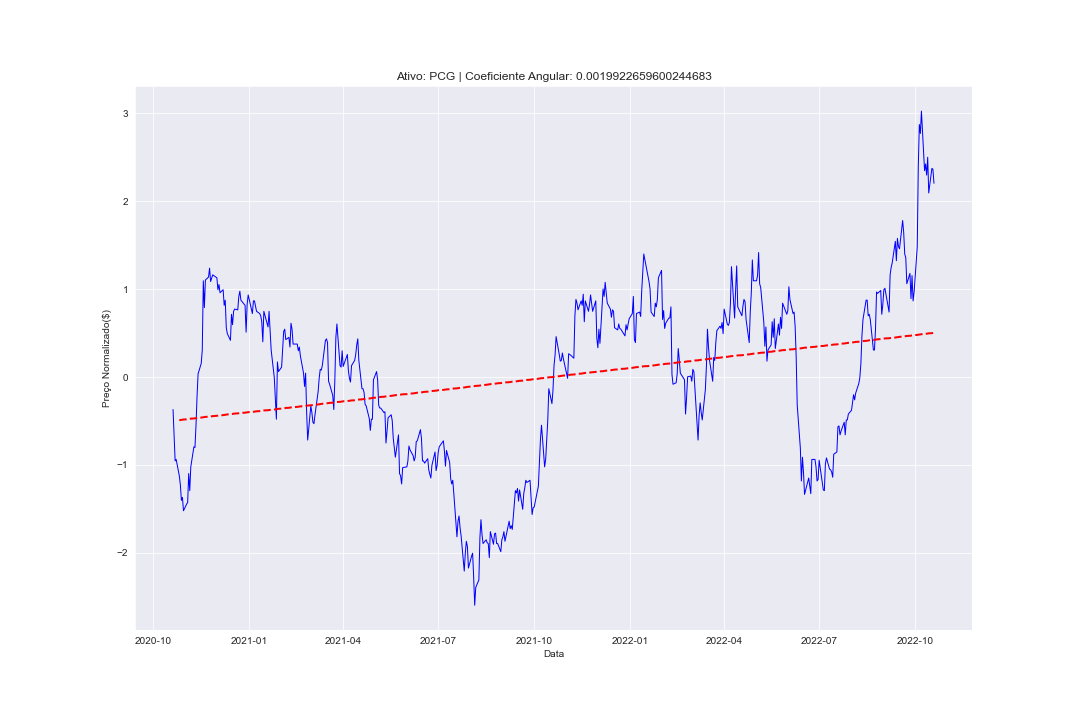 Ativo: PCG | Coeficiente Angular: 0.0019922659600244683
Preço Normalizado($)
3
2
1
0
−1
−2
2020-10 2021-01 2021-04 2021-07 2021-10 2022-01 2022-04 2022-07 2022-10
Data